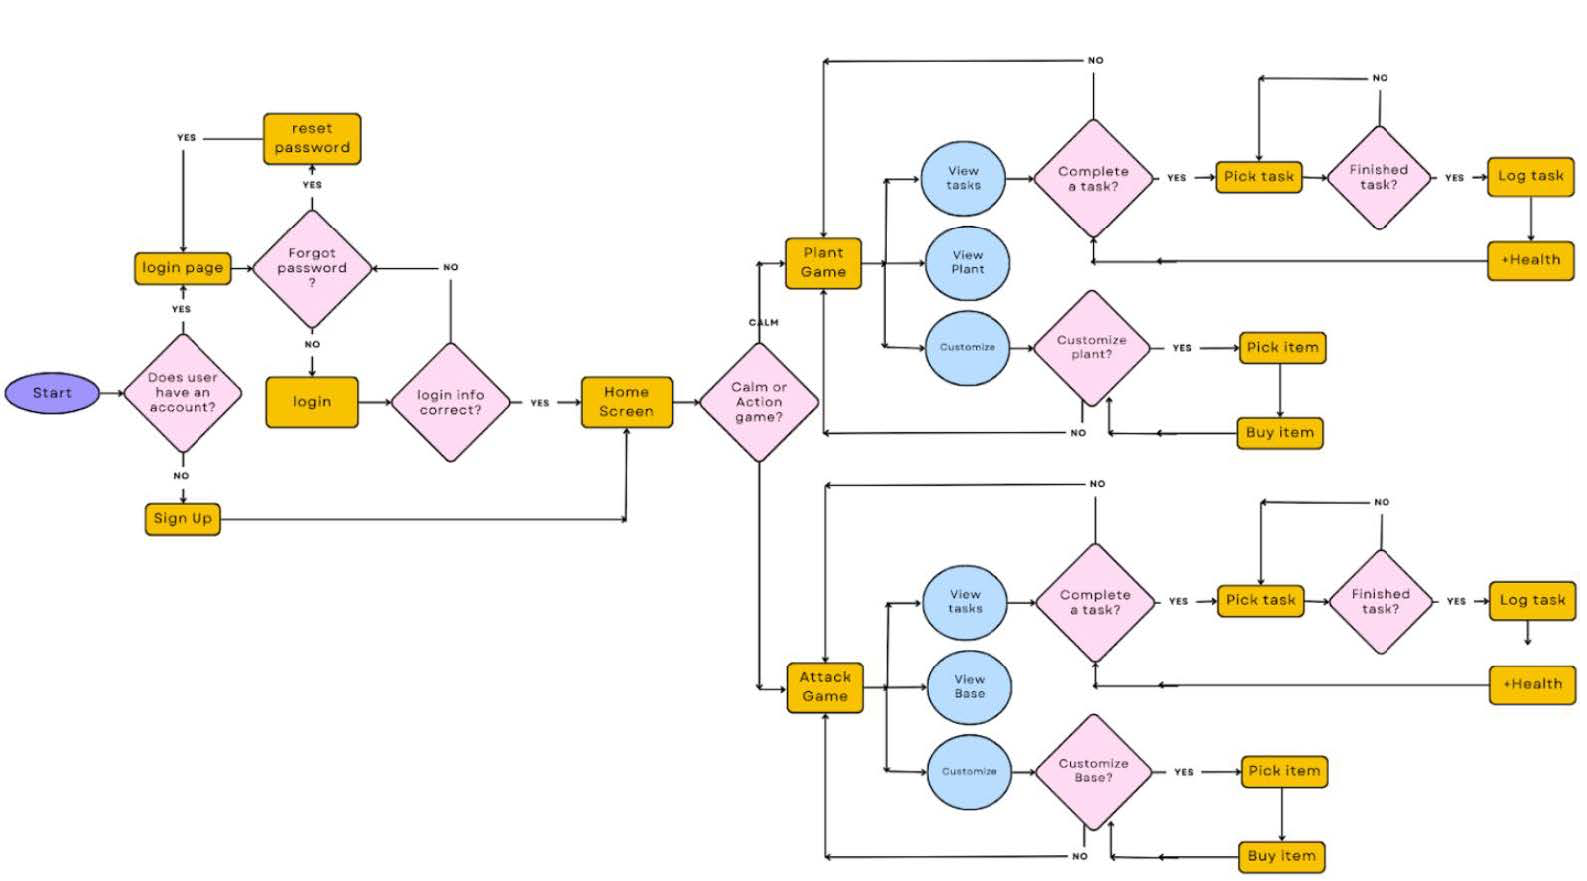 NO
NO
reset
password
YES
YES
View
tasks
Complete
a task?
YES
Pick task
Finished
task?
YES
Log task
login page
Forgot
password
?
NO
Plant
Game
View
Plant
+Health
YES
NO
CALM
Customize
Customize
plant?
YES
Pick item
Start
Does user
have an
account?
login
login info
correct?
YES
Home
Screen
Calm or
Action
game?
NO
Buy item
NO
Sign Up
NO
NO
View
tasks
Complete
a task?
YES
Pick task
Finished
task?
YES
Log task
Attack
Game
View
Base
+Health
Customize
Customize
Base?
YES
Pick item
NO
Buy item